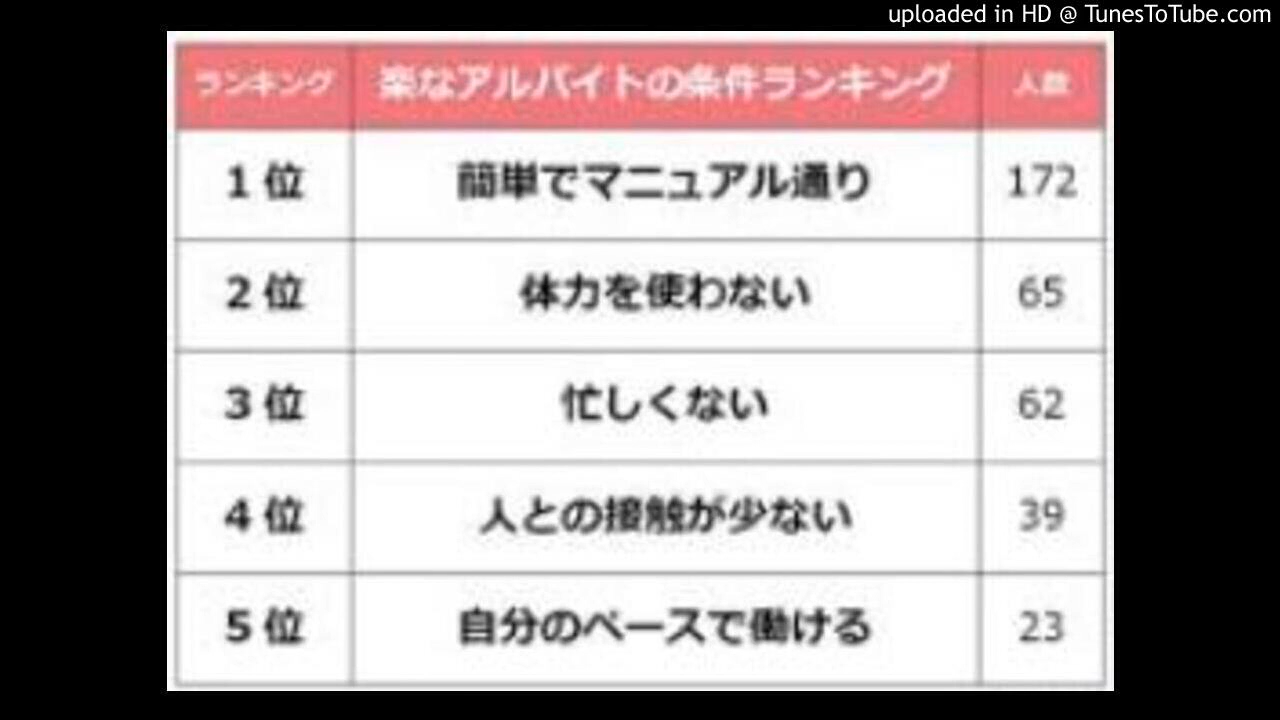 uploaded in HD @ TunesToTube.com
ランキング 楽なアルバイトの条件ランキング 人数
1位 簡単でマニュアル通り 172
2位 体力を使わない 65
3位 忙しくない 62
4位 人との接触が少ない 39
5位 自分のペースで働ける 23